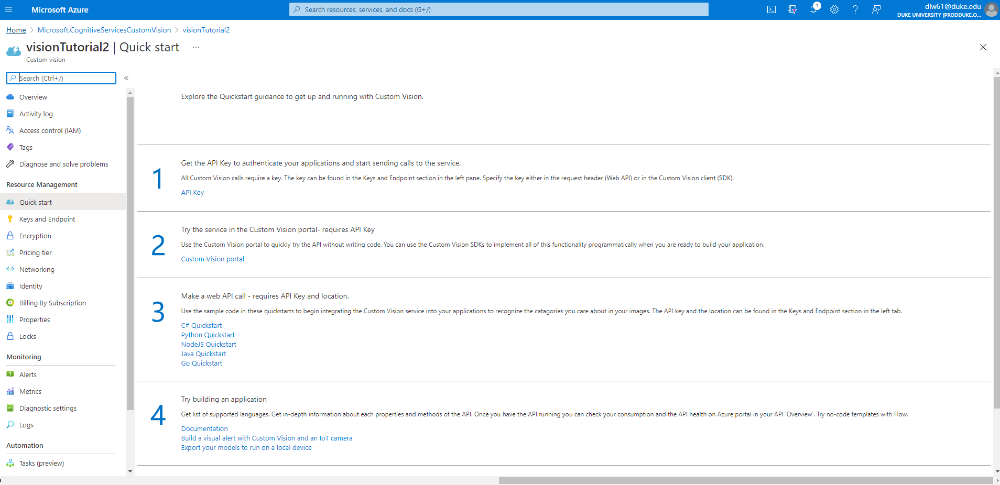 Microsoft Azure
Search resources, services, and docs (G+/)
1
dlw61@duke.edu
DUKE UNIVERSITY (PRODDUKE.O...
Home > Microsoft.CognitiveServicesCustomVision > visionTutorial2
visionTutorial2 | Quick start ...
Custom vision
Search (Ctrl+/)
«
Overview
Activity log
Access control (IAM)
Tags
Diagnose and solve problems
Resource Management
Quick start
Keys and Endpoint
Encryption
Pricing tier
Networking
Identity
Billing By Subscription
Properties
Locks
Monitoring
Alerts
Metrics
Diagnostic settings
Logs
Automation
Tasks (preview)
Explore the Quickstart guidance to get up and running with Custom Vision.
1
Get the API Key to authenticate your applications and start sending calls to the service.
All Custom Vision calls require a key. The key can be found in the Keys and Endpoint section in the left pane. Specify the key either in the request header (Web API) or in the Custom Vision client (SDK).
API Key
2
Try the service in the Custom Vision portal- requires API Key
Use the Custom Vision portal to quickly try the API without writing code. You can use the Custom Vision SDKs to implement all of this functionality programmatically when you are ready to build your application.
Custom Vision portal
3
Make a web API call - requires API Key and location.
Use the sample code in these quickstarts to begin integrating the Custom Vision service into your applications to recognize the catagories you care about in your images. The API key and the location can be found in the Keys and Endpoint section in the left tab.
C# Quickstart
Python Quickstart
NodeJS Quickstart
Java Quickstart
Go Quickstart
4
Try building an application
Get list of supported languages. Get in-depth information about each properties and methods of the API. Once you have the API running you can check your consumption and the API health on Azure portal in your API 'Overview'. Try no-code templates with Flow.
Documentation
Build a visual alert with Custom Vision and an IoT camera
Export your models to run on a local device